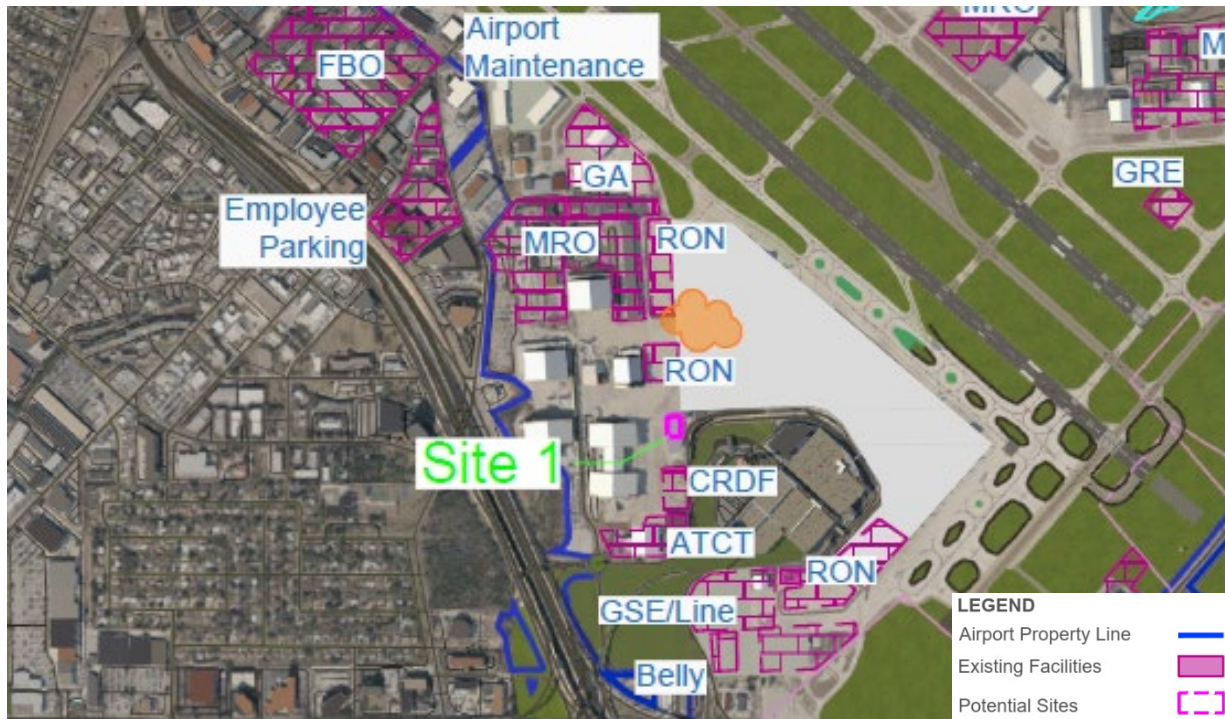 MRO
Airport
Maintenance
FBO
M
GA
GRE
Employee
Parking
MRO
RON
RON
Site 1
CRDF
ATCT
RON
GSE/Line
Belly
LEGEND
Airport Property Line
Existing Facilities
Potential Sites